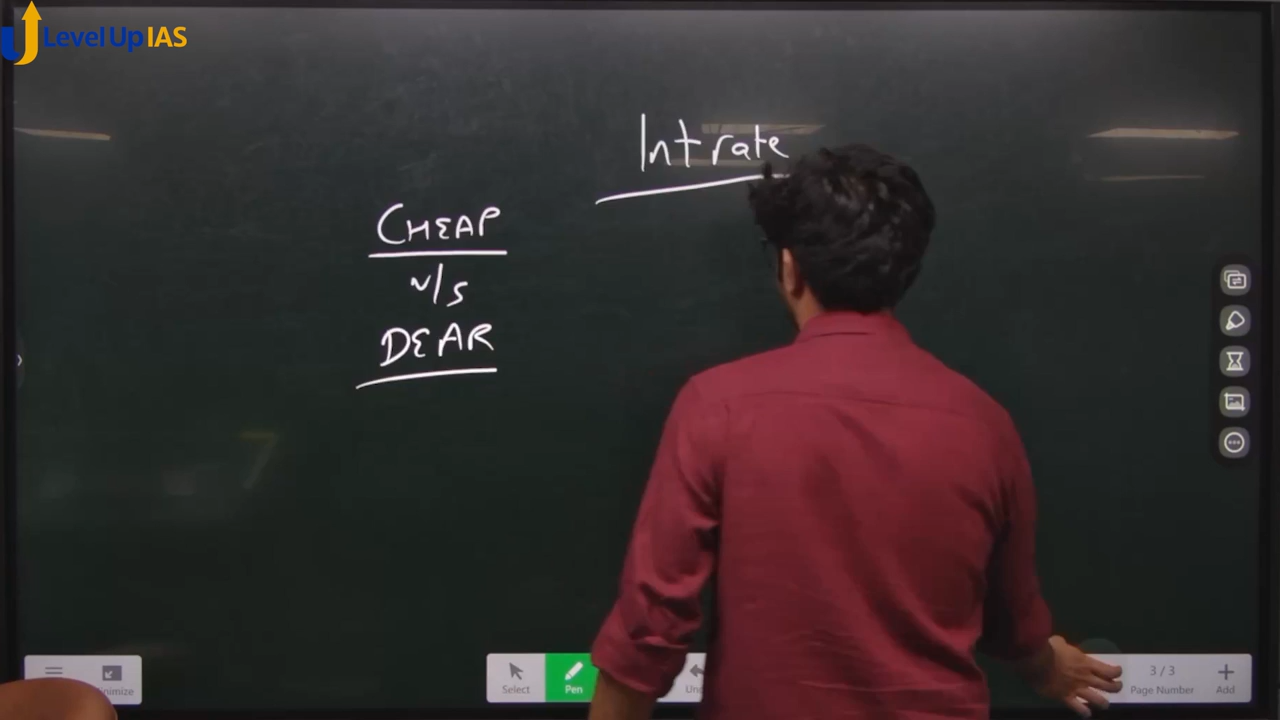 Level Up IAS
Int rate
CHEAP
v/s
DEAR
Select
Pen
3 / 3
Page Number
Add